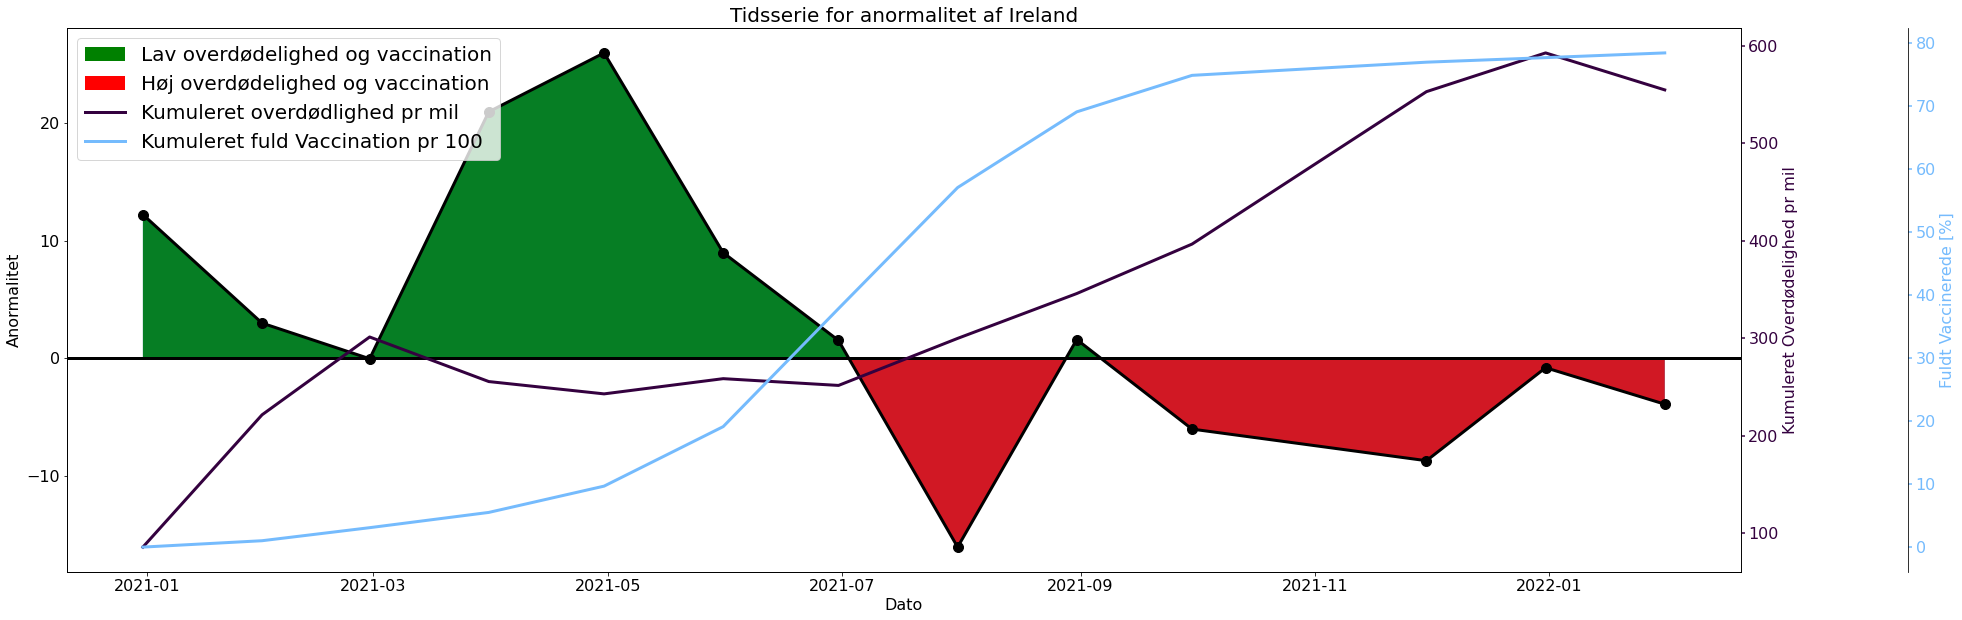 Tidsserie for anormalitet af Ireland
Lav overdødelighed og vaccination
Høj overdødelighed og vaccination
Kumuleret overdødlighed pr mil
Kumuleret fuld Vaccination pr 100
Anormalitet
20
10
0
−10
2021-01
2021-03
2021-05
2021-07
2021-09
2021-11
2022-01
Dato
600
500
400
300
200
100
Kumuleret Overdødelighed pr mil
80
70
60
50
40
30
20
10
0
Fuldt Vaccinerede [%]